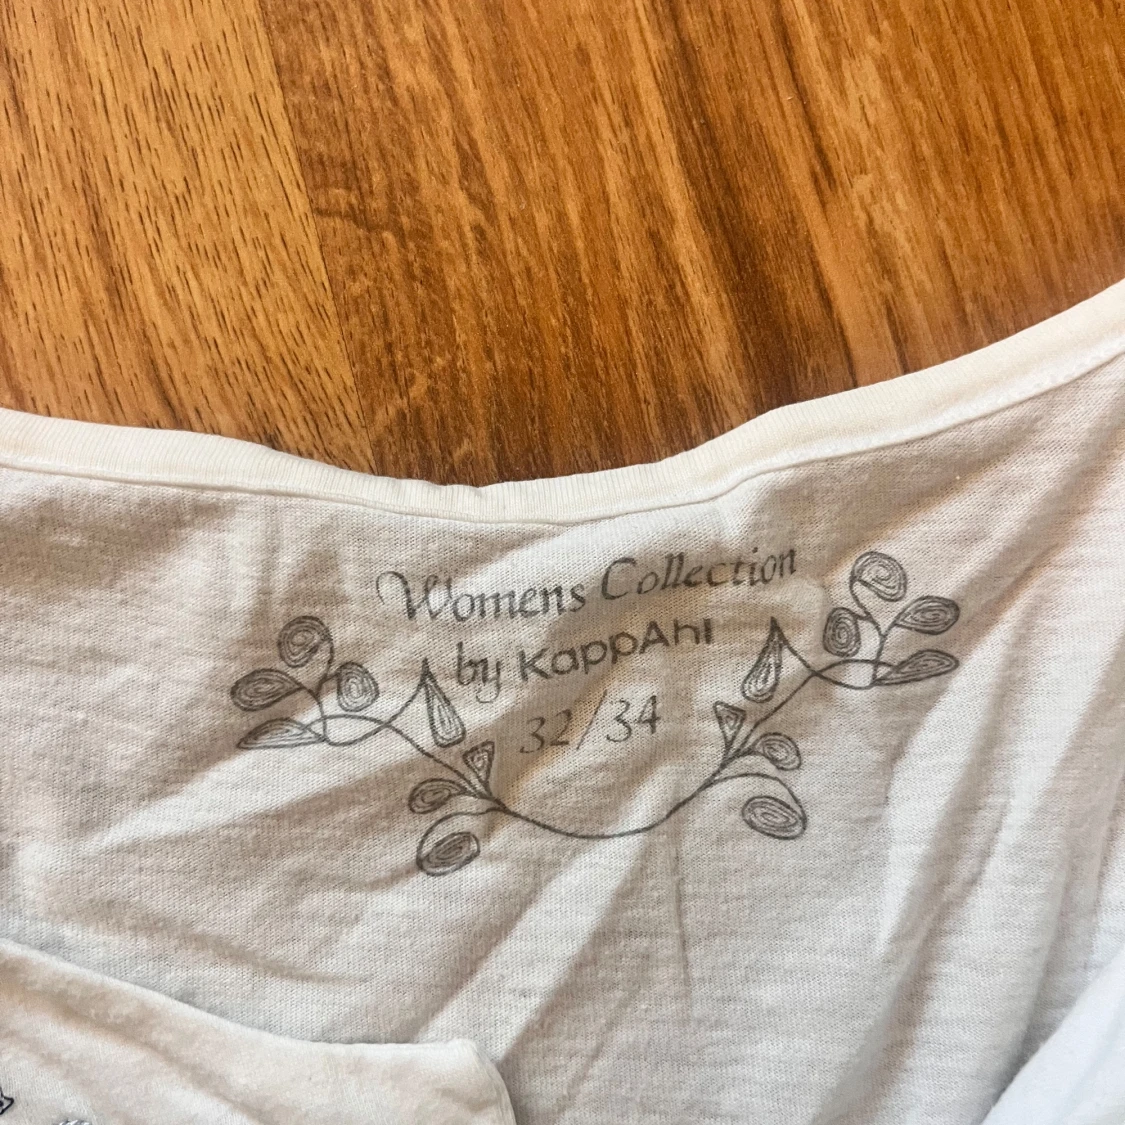 Womens Collection
by KappAhl
32/34